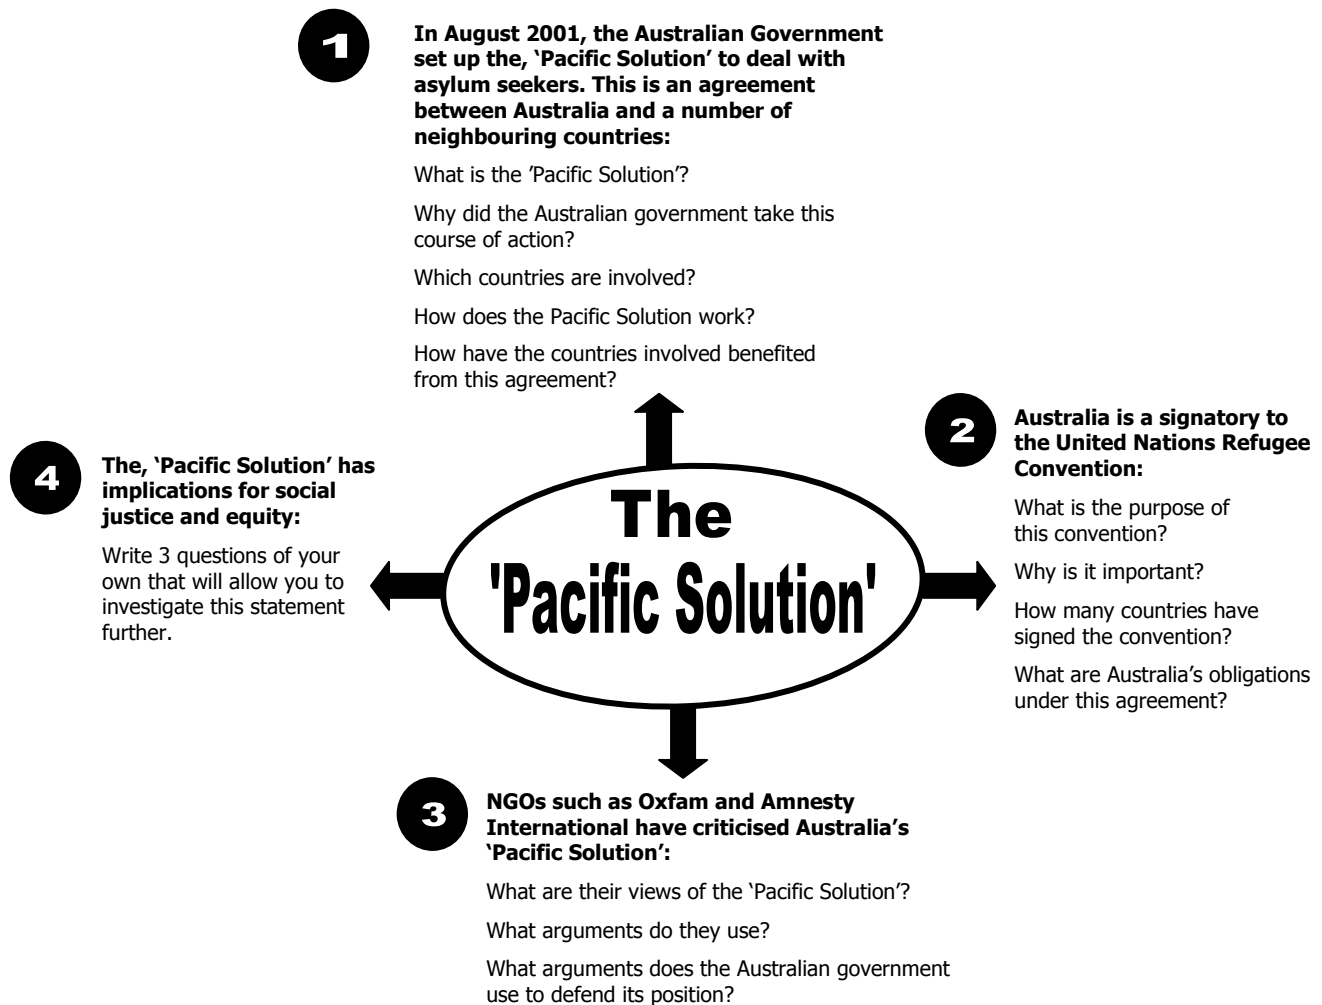 1
In August 2001, the Australian Government
set up the, ‘Pacific Solution’ to deal with
asylum seekers. This is an agreement
between Australia and a number of
neighbouring countries:
What is the ’Pacific Solution’?
Why did the Australian government take this
course of action?
Which countries are involved?
How does the Pacific Solution work?
How have the countries involved benefited
from this agreement?
2
Australia is a signatory to
the United Nations Refugee
Convention:
What is the purpose of
this convention?
Why is it important?
How many countries have
signed the convention?
What are Australia’s obligations
under this agreement?
4
The, ‘Pacific Solution’ has
implications for social
justice and equity:
Write 3 questions of your
own that will allow you to
investigate this statement
further.
The
'Pacific Solution'
3
NGOs such as Oxfam and Amnesty
International have criticised Australia’s
‘Pacific Solution’:
What are their views of the ‘Pacific Solution’?
What arguments do they use?
What arguments does the Australian government
use to defend its position?